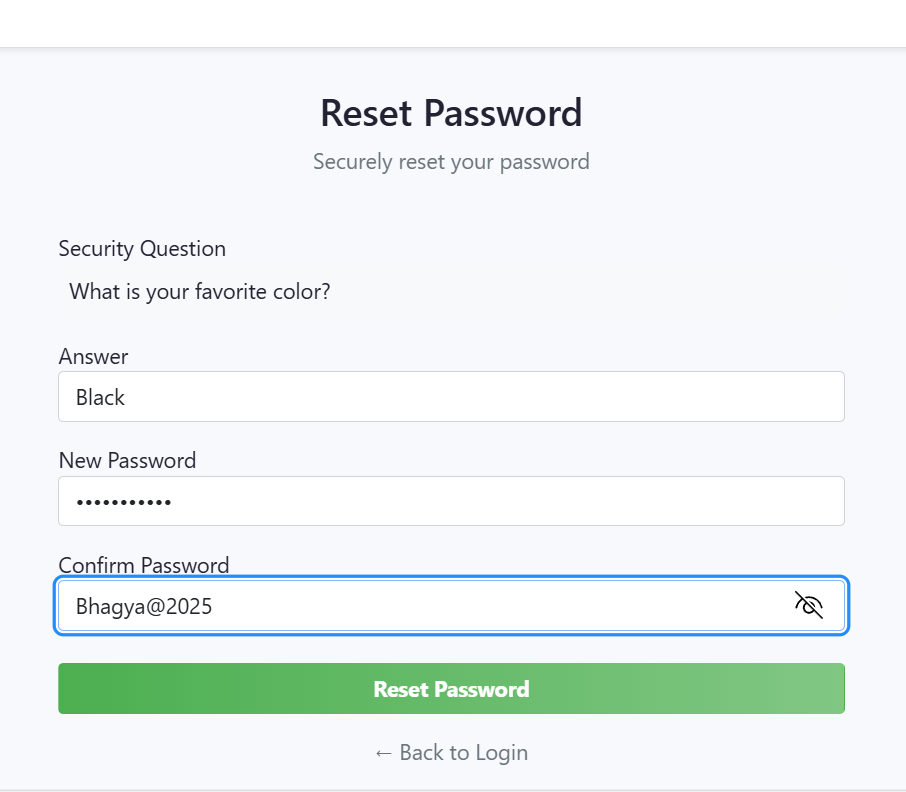 Reset Password
Securely reset your password
Security Question
What is your favorite color?
Answer
Black
New Password
•••••••••••
Confirm Password
Bhagya@2025
Reset Password
← Back to Login